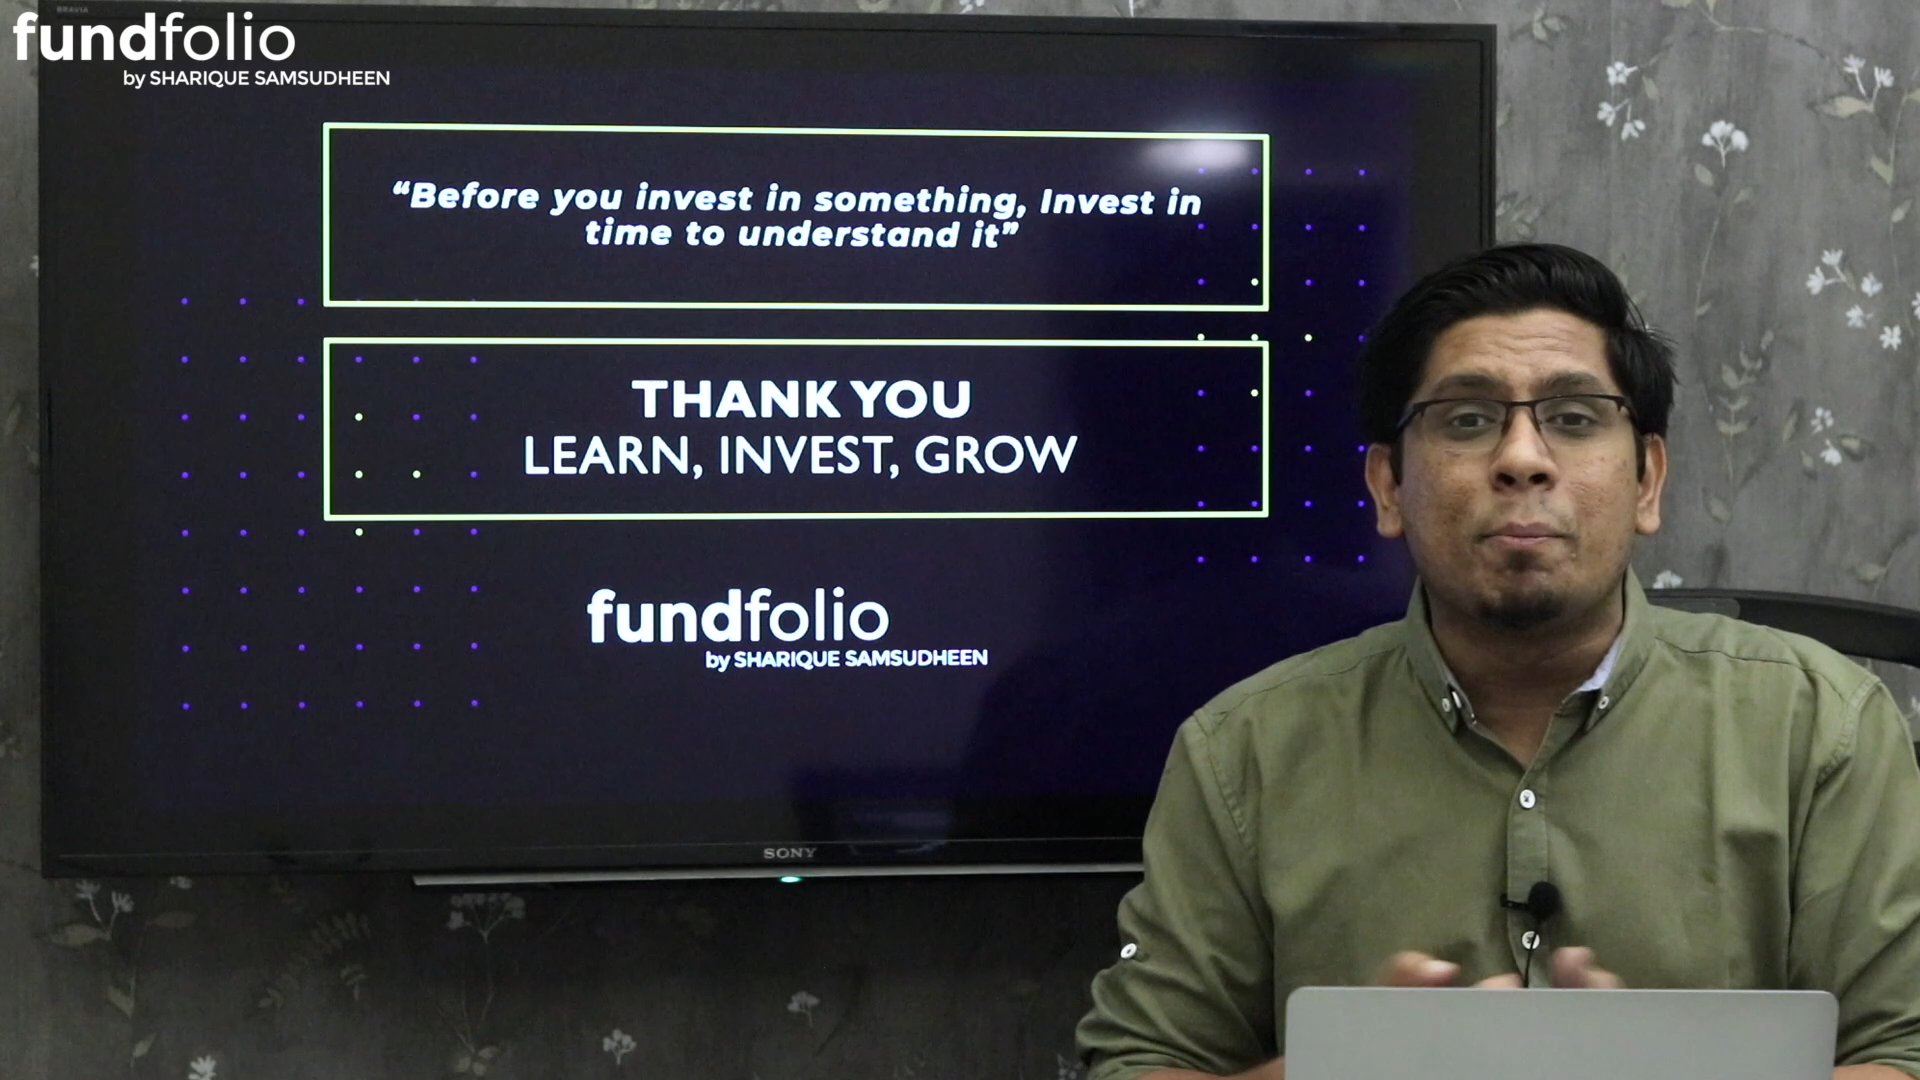 fundfolio
by SHARIQUE SAMSUDHEEN
BRAVIA
“Before you invest in something, Invest in
time to understand it”
THANK YOU
LEARN, INVEST, GROW
fundfolio
by SHARIQUE SAMSUDHEEN
SONY